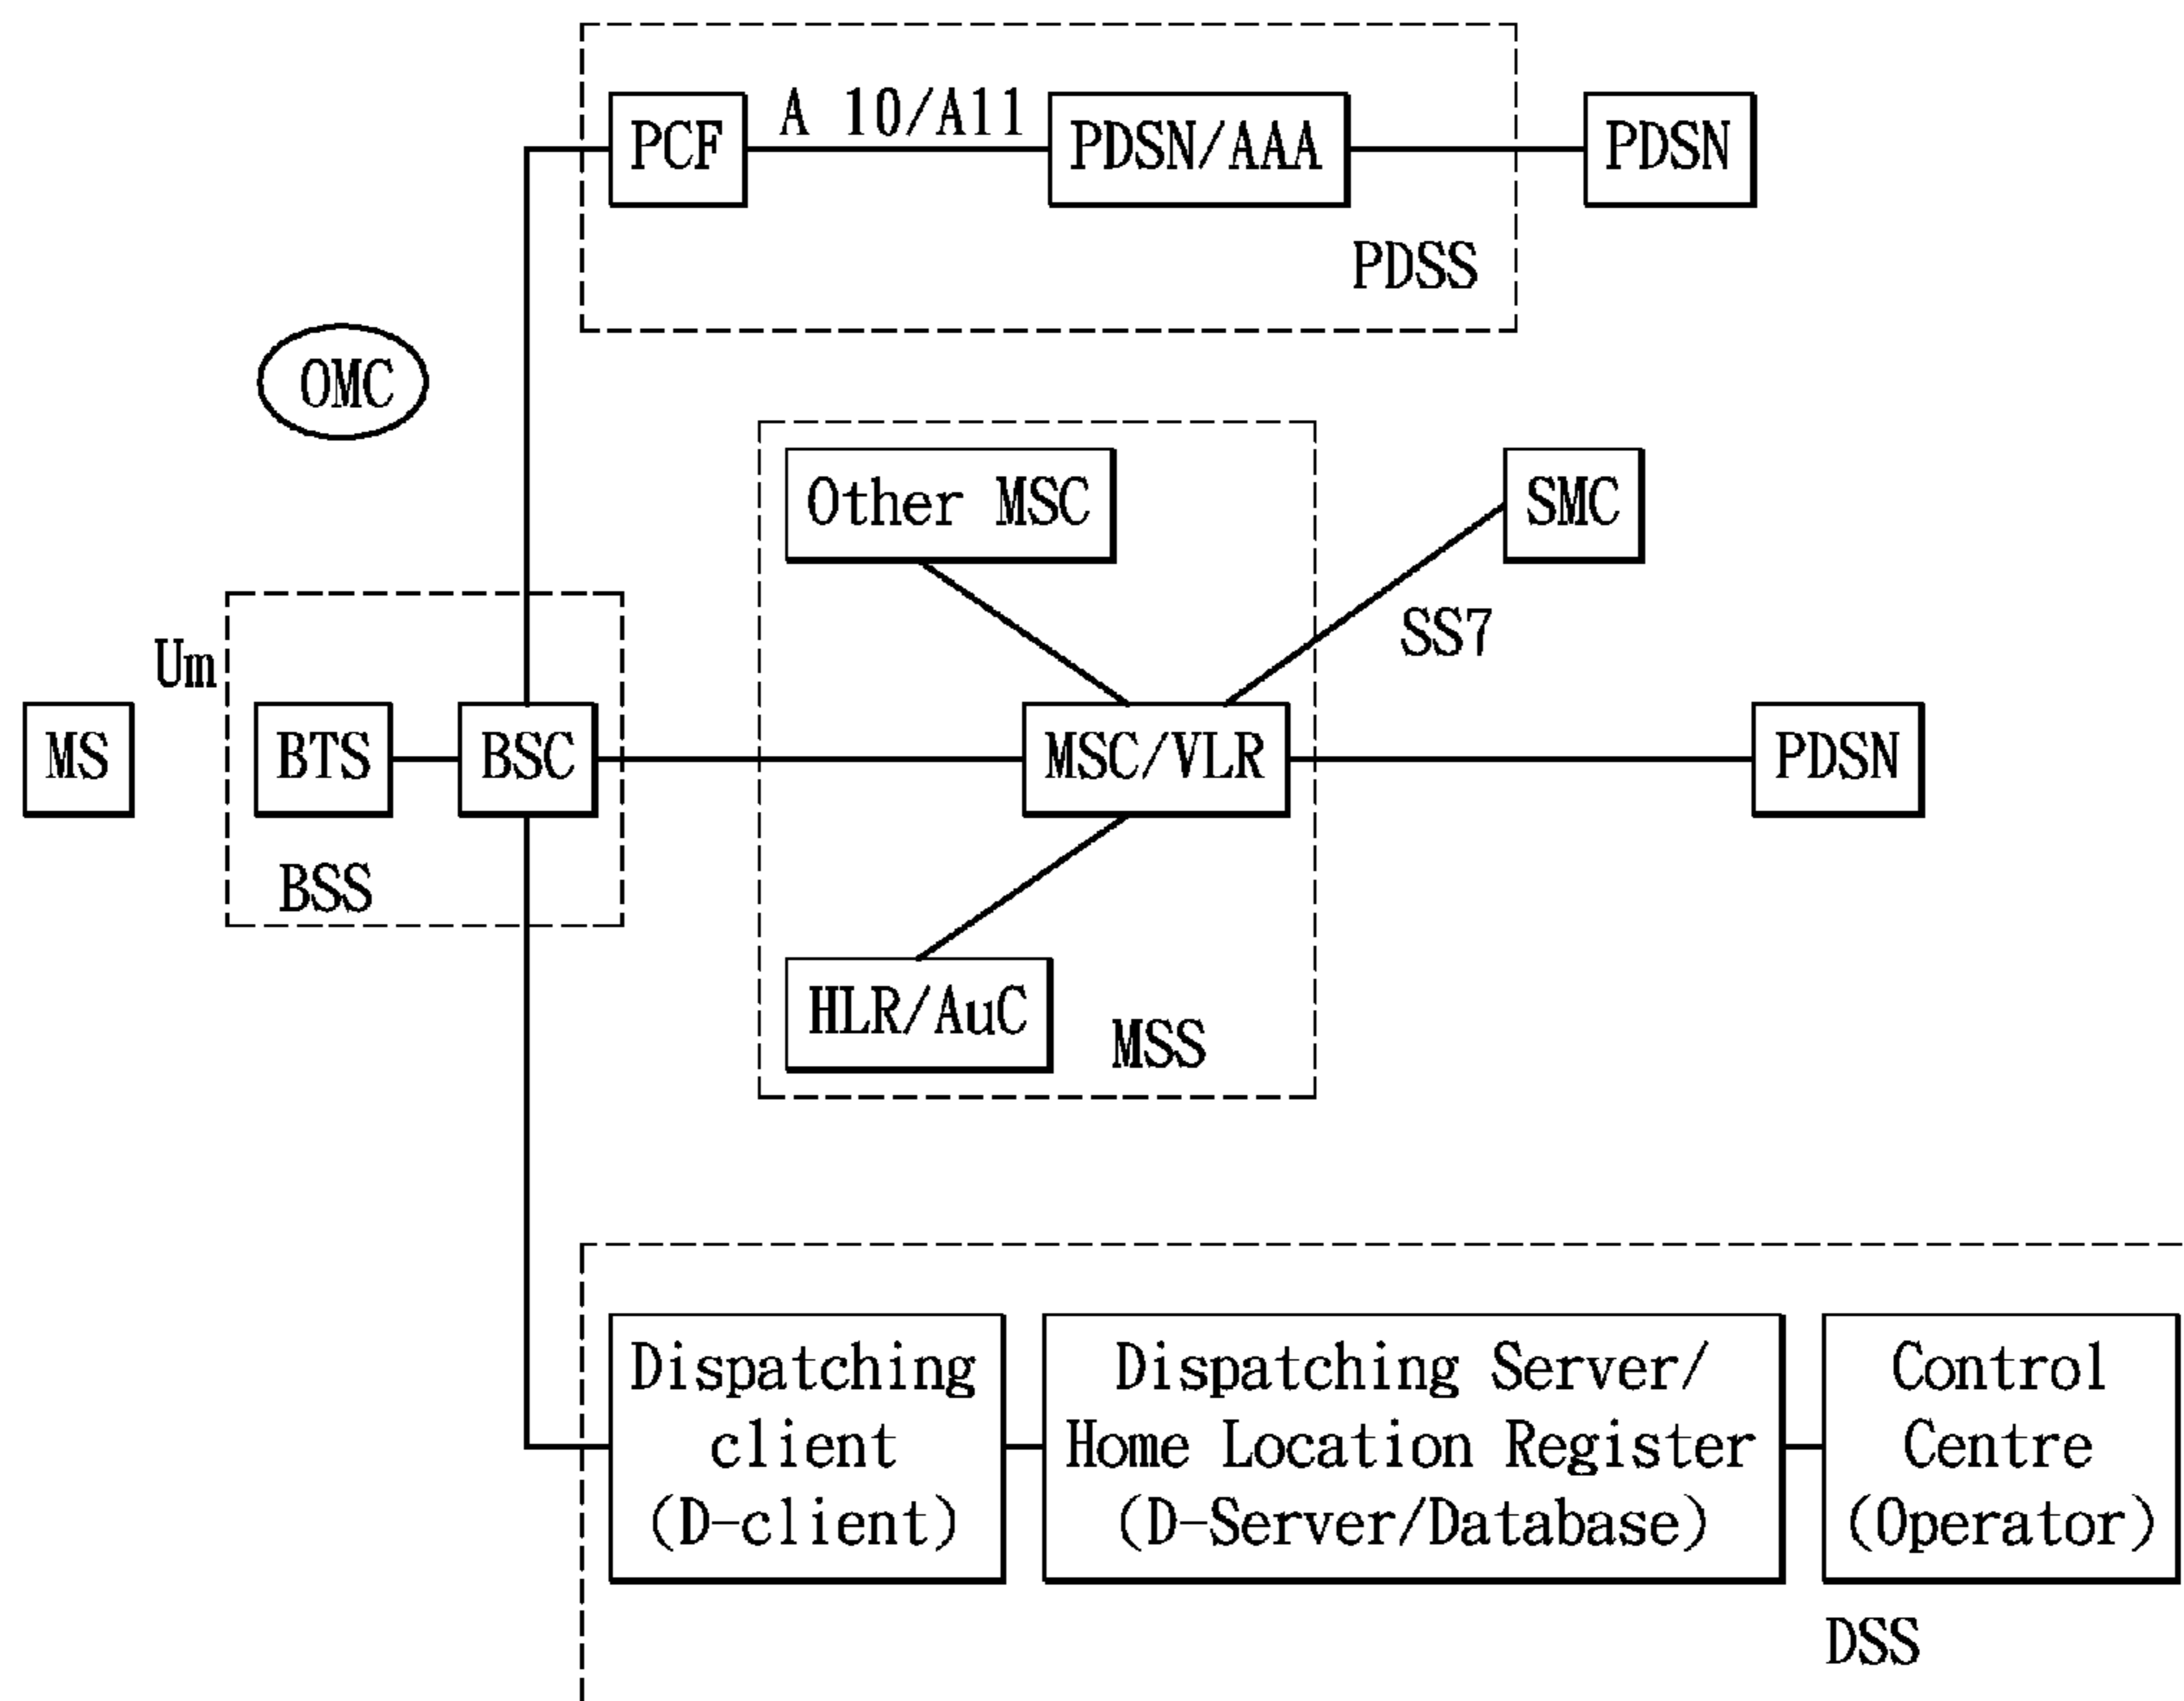 A 10/A11
PCF
PDSN/AAA
PDSN
PDSS
OMC
Other MSC
SMC
SS7
Um
MS
BTS
BSC
MSC/VLR
PDSN
BSS
HLR/AuC
MSS
Dispatching
client
(D-client)
Dispatching Server/
Home Location Register
(D-Server/Database)
Control
Centre
(Operator)
DSS